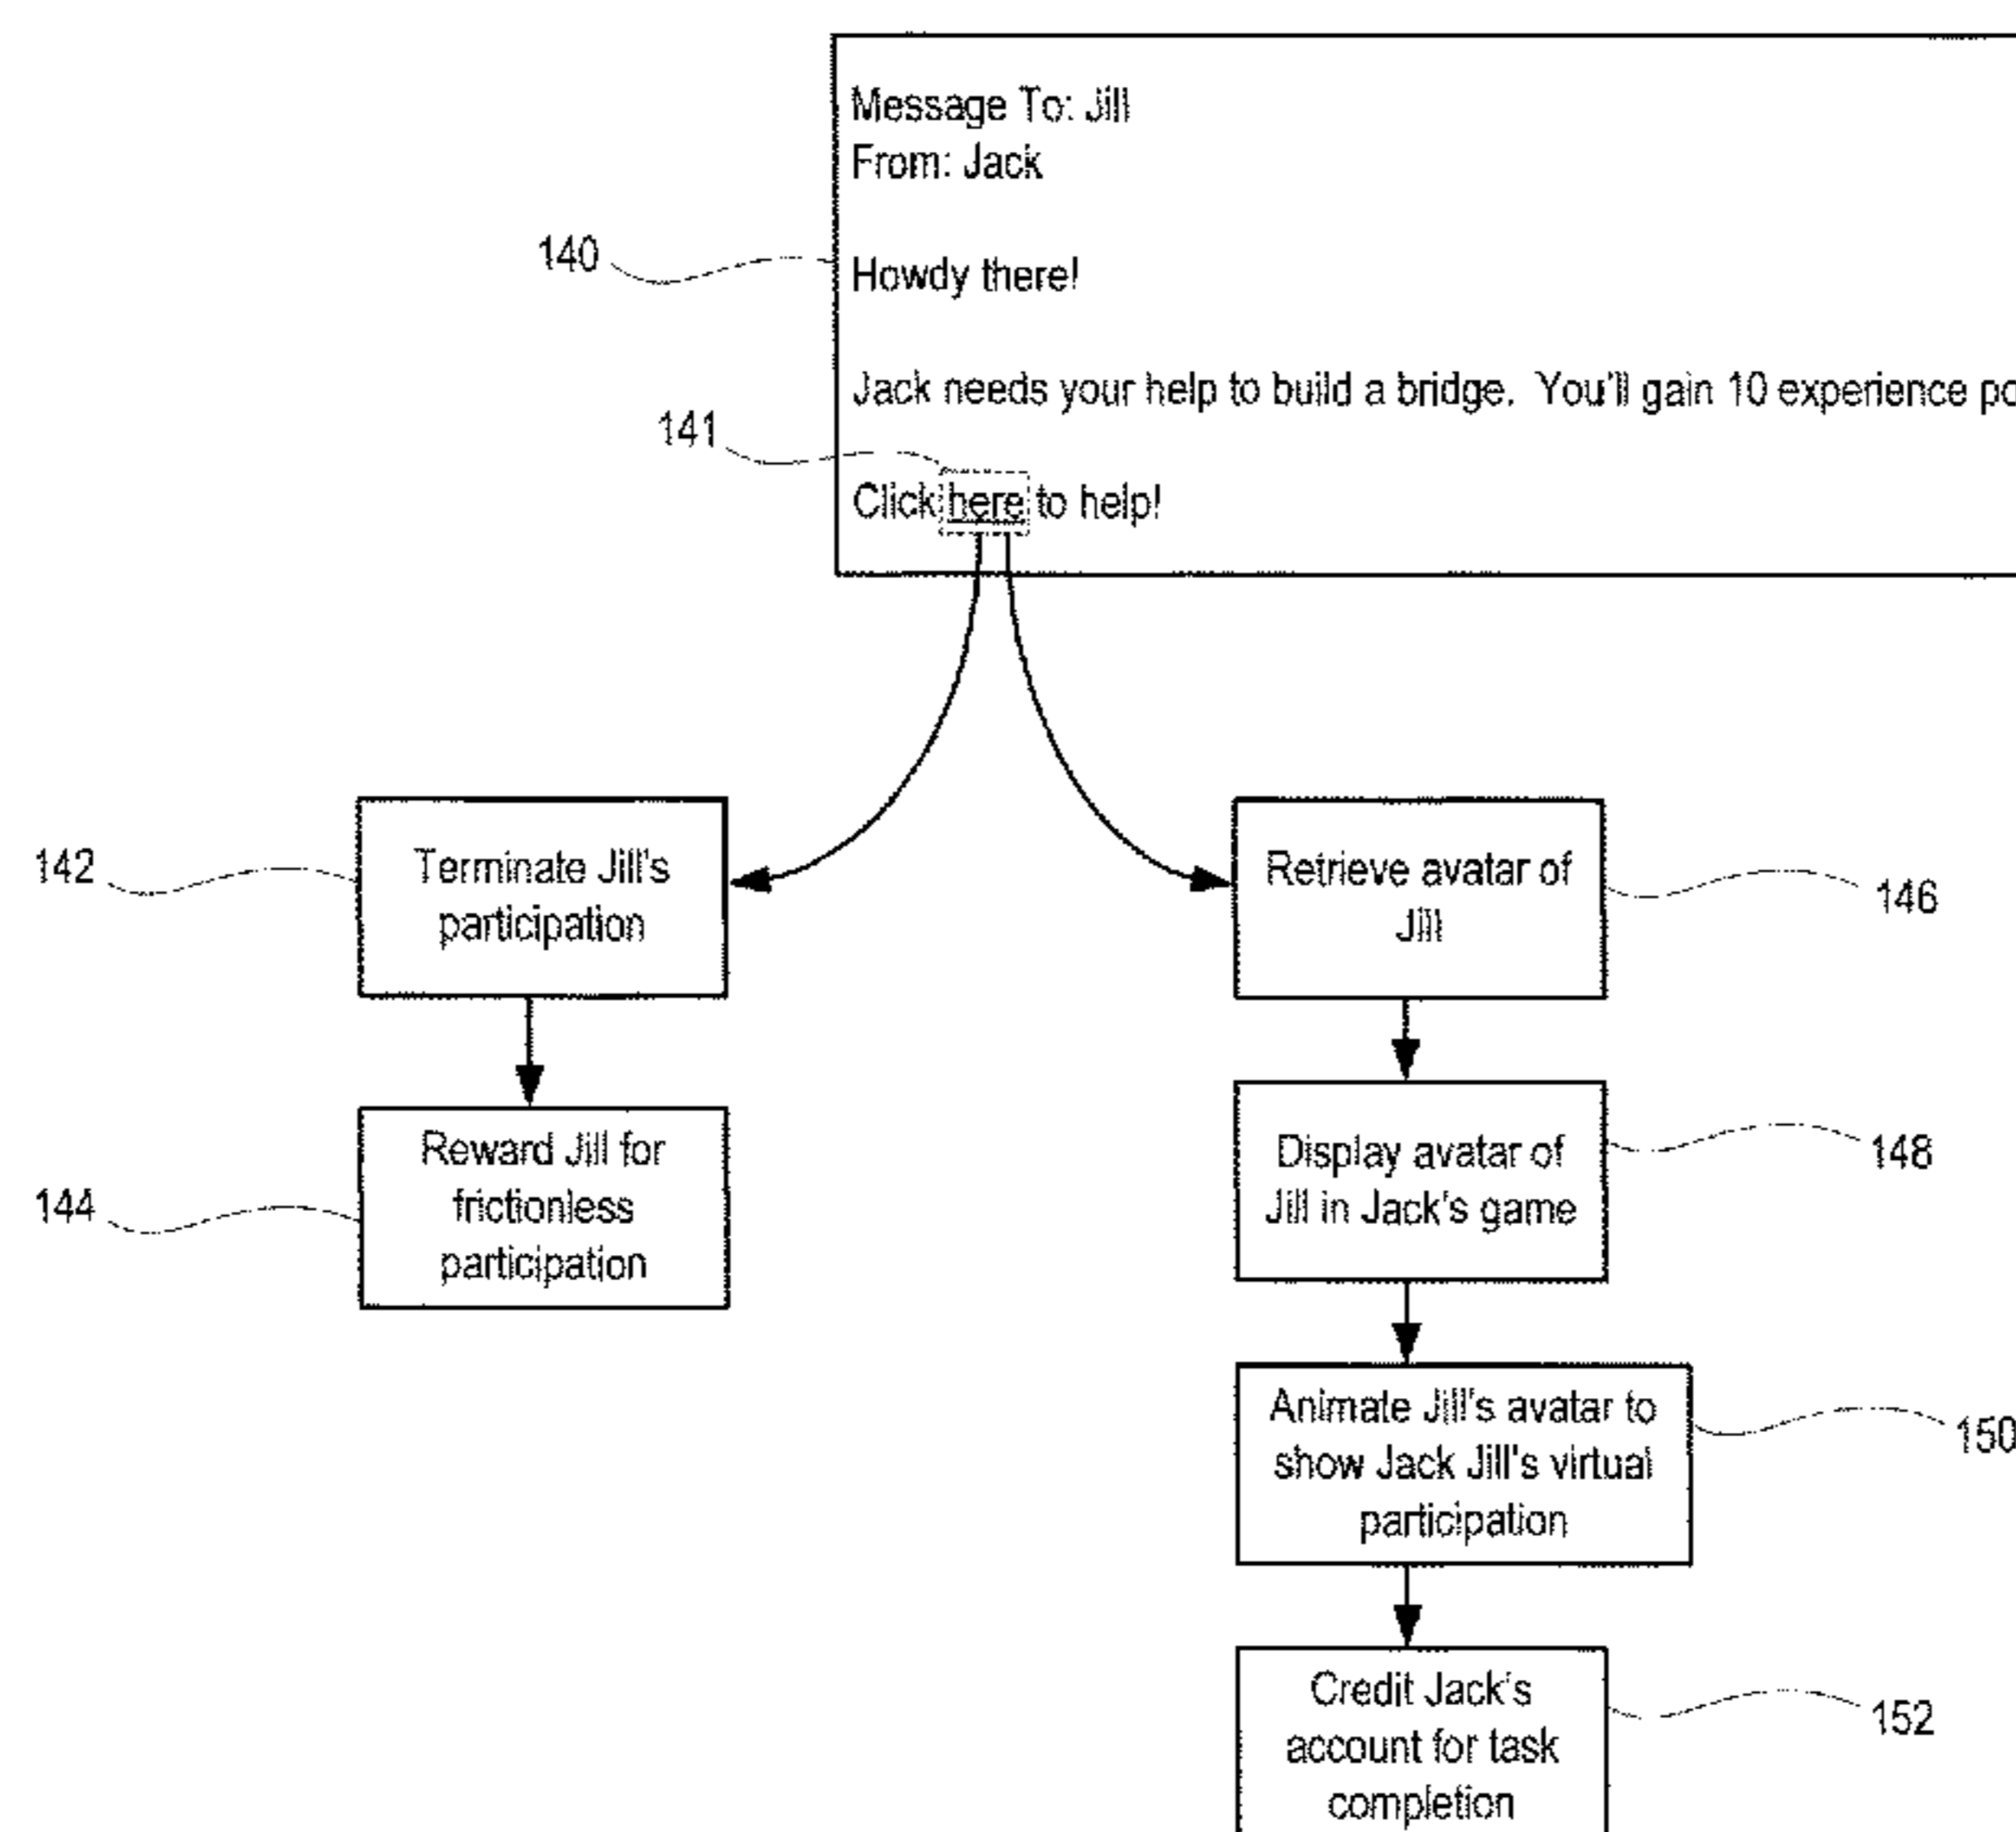 Message To: Jill
From: Jack
140
Howdy there!
Jack needs your help to build a bridge. You'll gain 10 experience
141
Click here to help!
142
Terminate Jill's
participation
Retrieve avatar of
Jill
146
144
Reward Jill for
frictionless
participation
Display avatar of
Jill in Jack's game
148
Animate Jill's avatar to
show Jack Jill's virtual
participation
150
Credit Jack's
account for task
completion
152